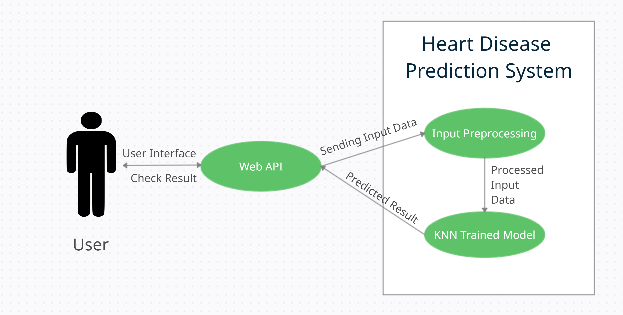 Heart Disease
Prediction System
Sending Input Data
Input Preprocessing
User Interface
Web API
Check Result
Processed
Input
Data
Predicted Result
KNN Trained Model
User